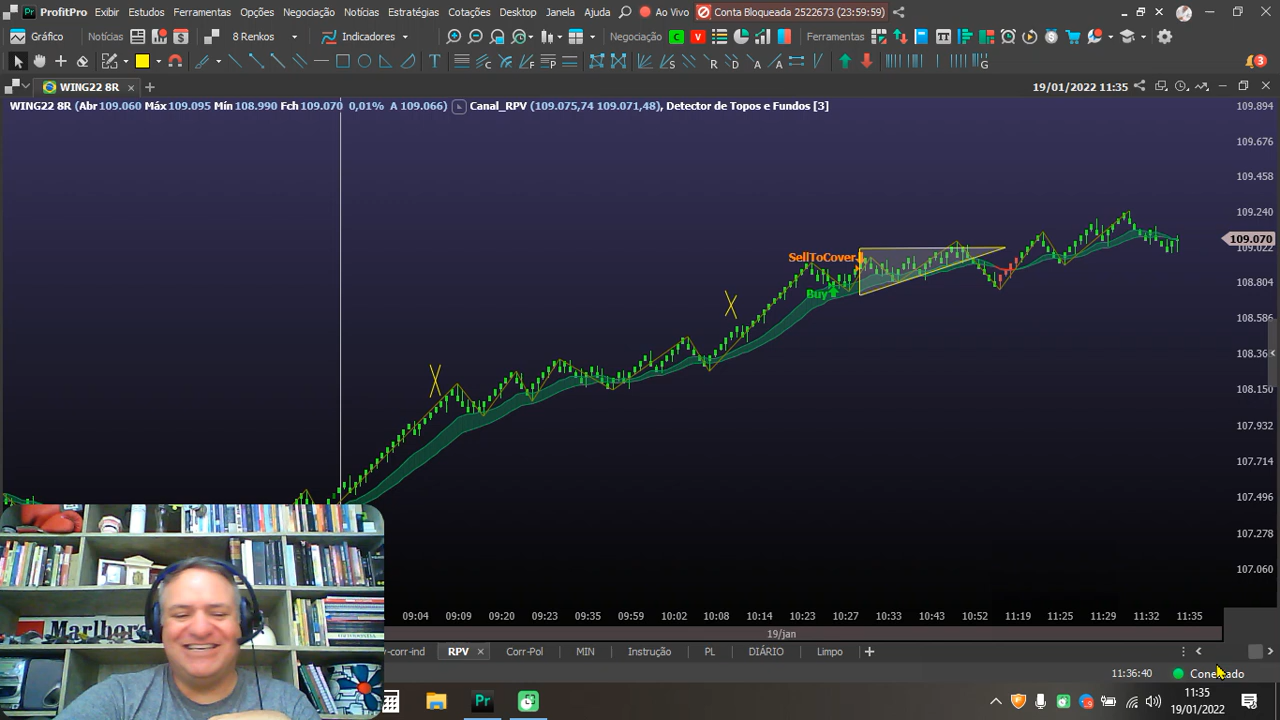 ProfitPro Exibir Estudos Ferramentas Opções Negociação Notícias Estratégias Cotações Desktop Janela Ajuda Ao Vivo Conta Bloqueada 2522673 (23:59:59)
Gráfico Notícias 8 Renkos Indicadores Negociação C V Ferramentas
WING22 8R
WING22 8R (Abr 109.060 Máx 109.095 Mín 108.990 Fch 109.070 0,01% A 109.066) Canal_RPV (109.075,74 109.071,48), Detector de Topos e Fundos [3]
19/01/2022 11:35
109.894
109.676
109.458
109.240
109.070
109.022
108.804
108.586
108.364
108.150
107.932
107.714
107.496
107.278
107.060
SellToCover
Buy
Marlboro
09:04 09:09 09:20 09:23 09:35 09:59 10:02 10:08 10:14 10:23 10:27 10:33 10:43 10:52 11:19 11:29 11:32 11:35
19/jan
-corr-ind RPV Corr-Pol MIN Instrução PL DIÁRIO Limpo
11:36:40 Conectado
11:35
19/01/2022